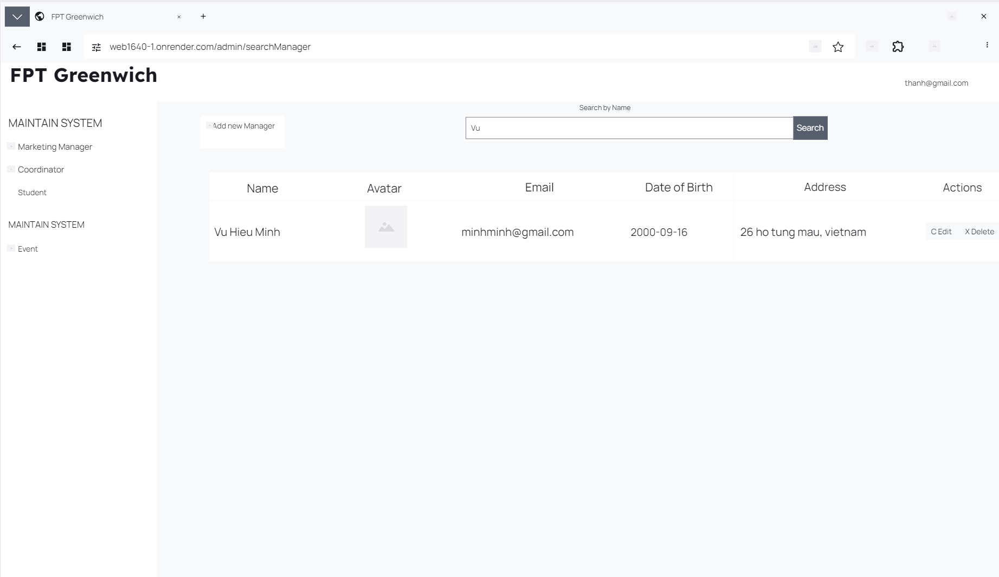 FPT Greenwich
web1640-1.onrender.com/admin/searchManager
FPT Greenwich
thanh@gmail.com
MAINTAIN SYSTEM
Marketing Manager
Coordinator
Student
MAINTAIN SYSTEM
Event
Add new Manager
Search by Name
Vu
Search
Name Avatar Email Date of Birth Address Actions
Vu Hieu Minh minhminh@gmail.com 2000-09-16 26 ho tung mau, vietnam C Edit X Delete